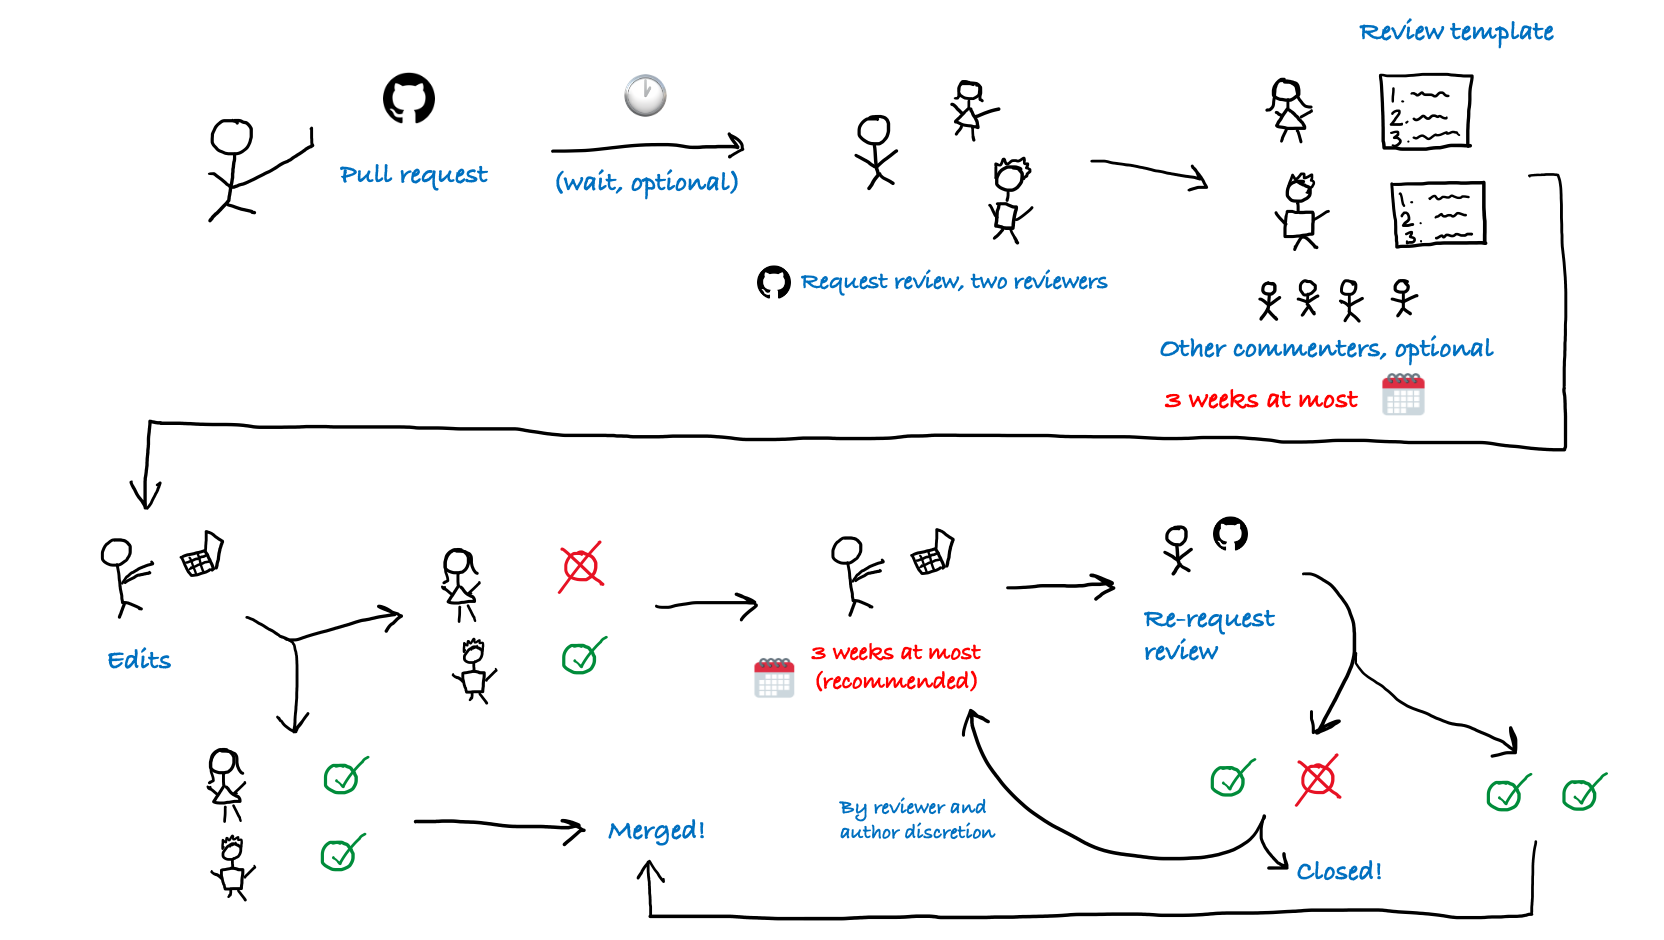 Review template
Pull request
(wait, optional)
1.
2.
3.
1.
2.
3.
Request review, two reviewers
Other commenters, optional
3 weeks at most
Edits
3 weeks at most
(recommended)
Re-request
review
By reviewer and
author discretion
Merged!
Closed!